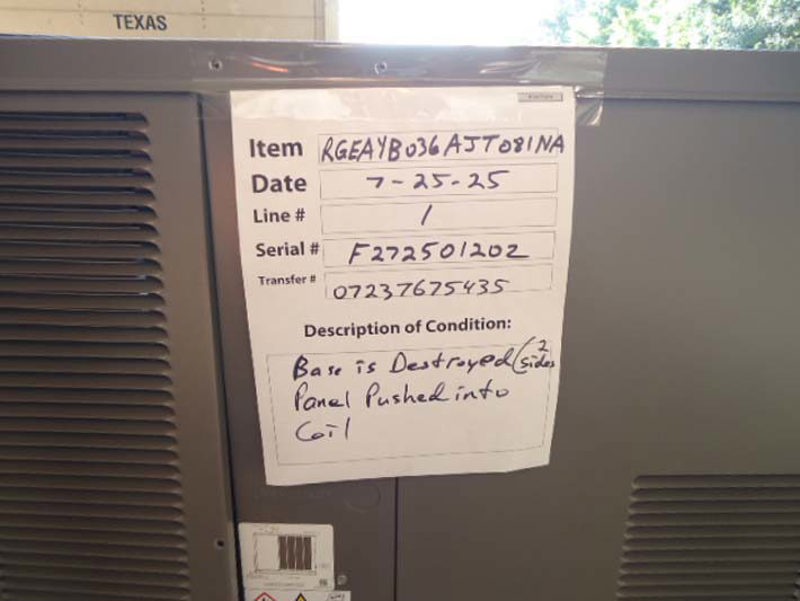 TEXAS
Item RGEAYB036AJT081NA
Date 7-25-25
Line # 1
Serial # F272501202
Transfer # 07237675435
Description of Condition:
Base is Destroyed (2 sides
Panel Pushed into
Coil